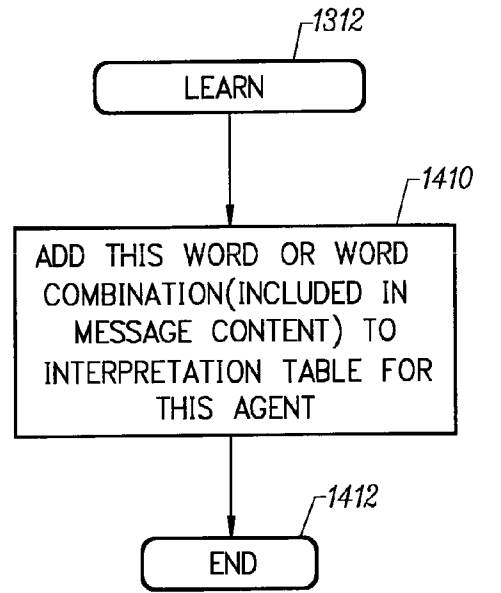 1312
LEARN
1410
ADD THIS WORD OR WORD
COMBINATION(INCLUDED IN
MESSAGE CONTENT) TO
INTERPRETATION TABLE FOR
THIS AGENT
1412
END